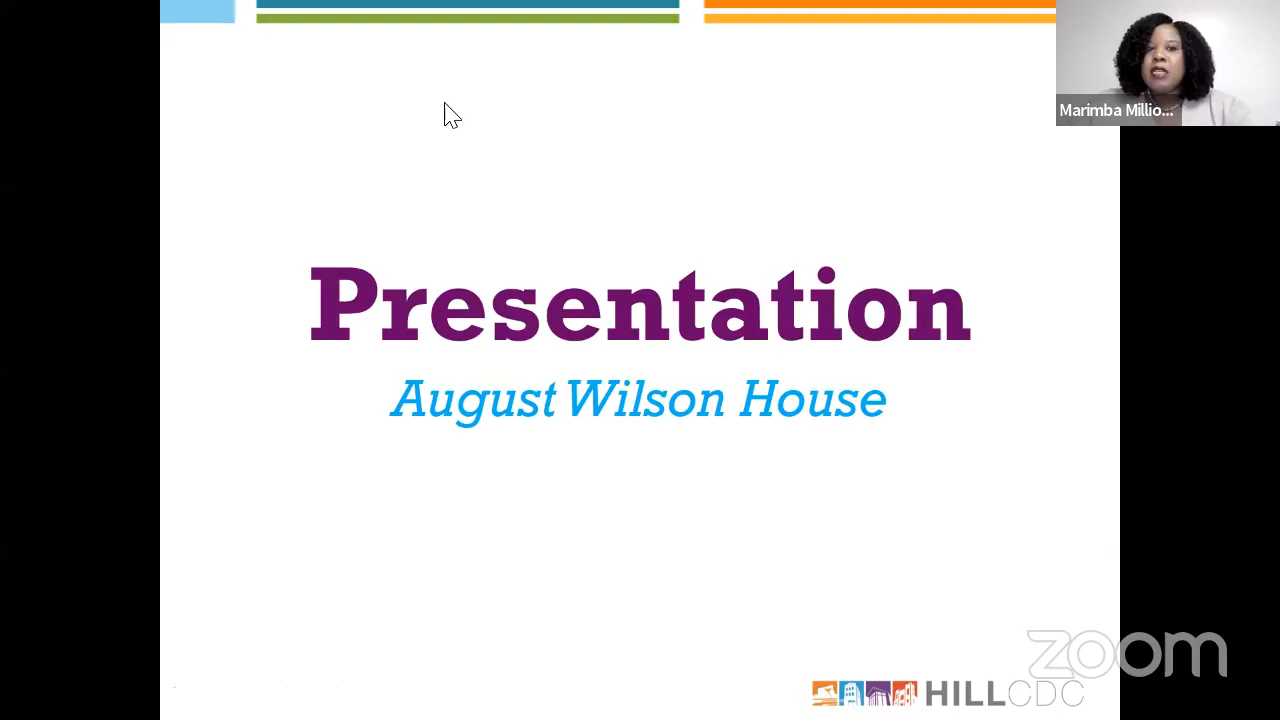 Marimba Millio...
Presentation
August Wilson House
zoom
HILLCDC